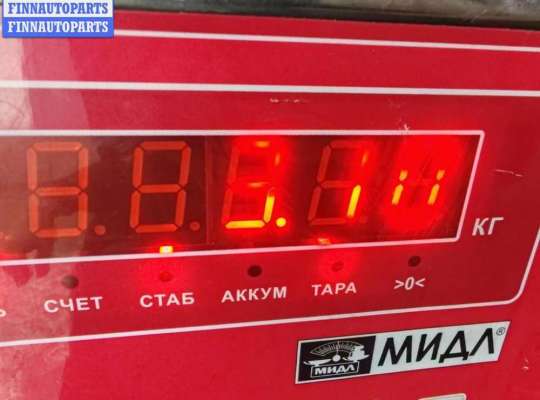 FINNAUTOPARTS
FINNAUTOPARTS
КГ
СЧЕТ СТАБ АККУМ ТАРА >0<
МИДЛ МИДЛ®